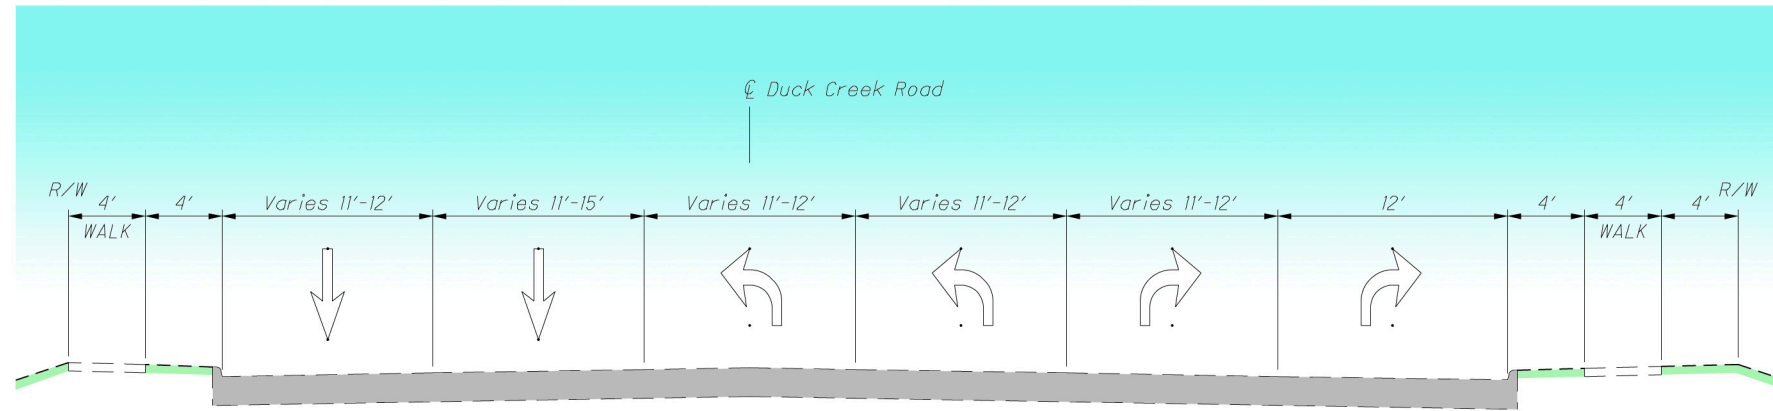 ℄ Duck Creek Road
R/W 4' 4' Varies 11'-12' Varies 11'-15' Varies 11'-12' Varies 11'-12' Varies 11'-12' 12' 4' 4' 4' R/W
WALK WALK